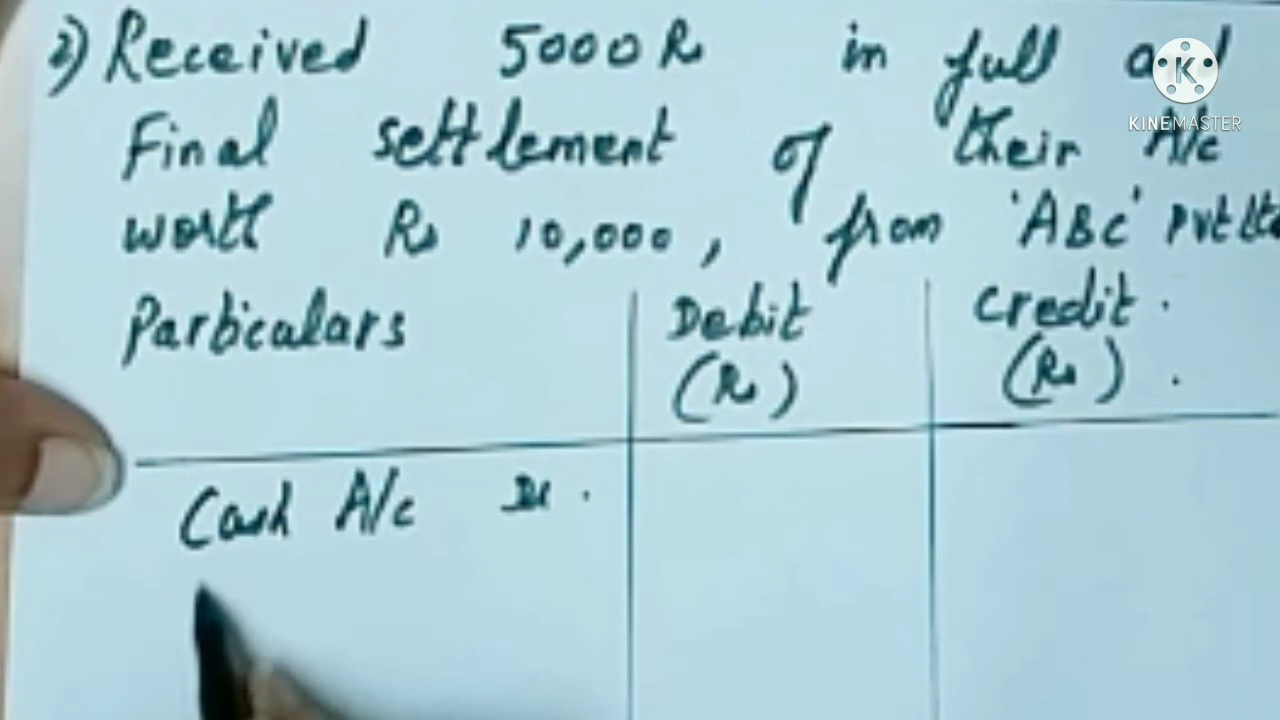 2) Received 5000 Rs in full and
Final settlement of their A/c
KINEMASTER
worth Rs 10,000, from 'ABC' Pvt Lt
Particulars Debit Credit.
(Rs) (Rs).
Cash A/c Dr.